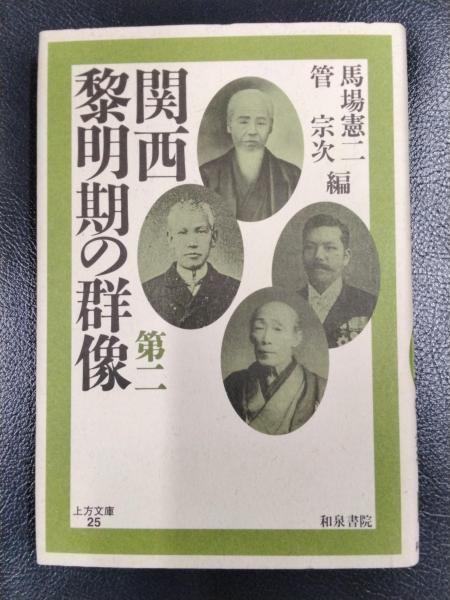 馬場憲二
管 宗次 編
関西
黎明期の群像
第二
上方文庫
25
和泉書院